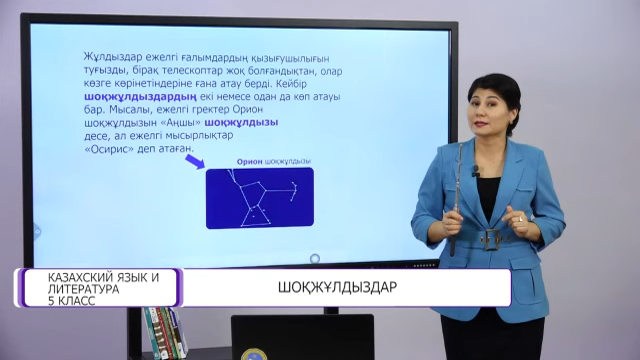 Жұлдыздар ежелгі ғалымдардың қызығушылығын
туғызды, бірақ телескоптар жоқ болғандықтан, олар
көзге көрінетіндеріне ғана атау берді. Кейбір
шоқжұлдыздардың екі немесе одан да көп атауы
бар. Мысалы, ежелгі гректер Орион
шоқжұлдызын «Аңшы» шоқжұлдызы
десе, ал ежелгі мысырлықтар
«Осирис» деп атаған.
Орион шоқжұлдызы
КАЗАХСКИЙ ЯЗЫК И
ЛИТЕРАТУРА
5 КЛАСС
ШОҚЖҰЛДЫЗДАР